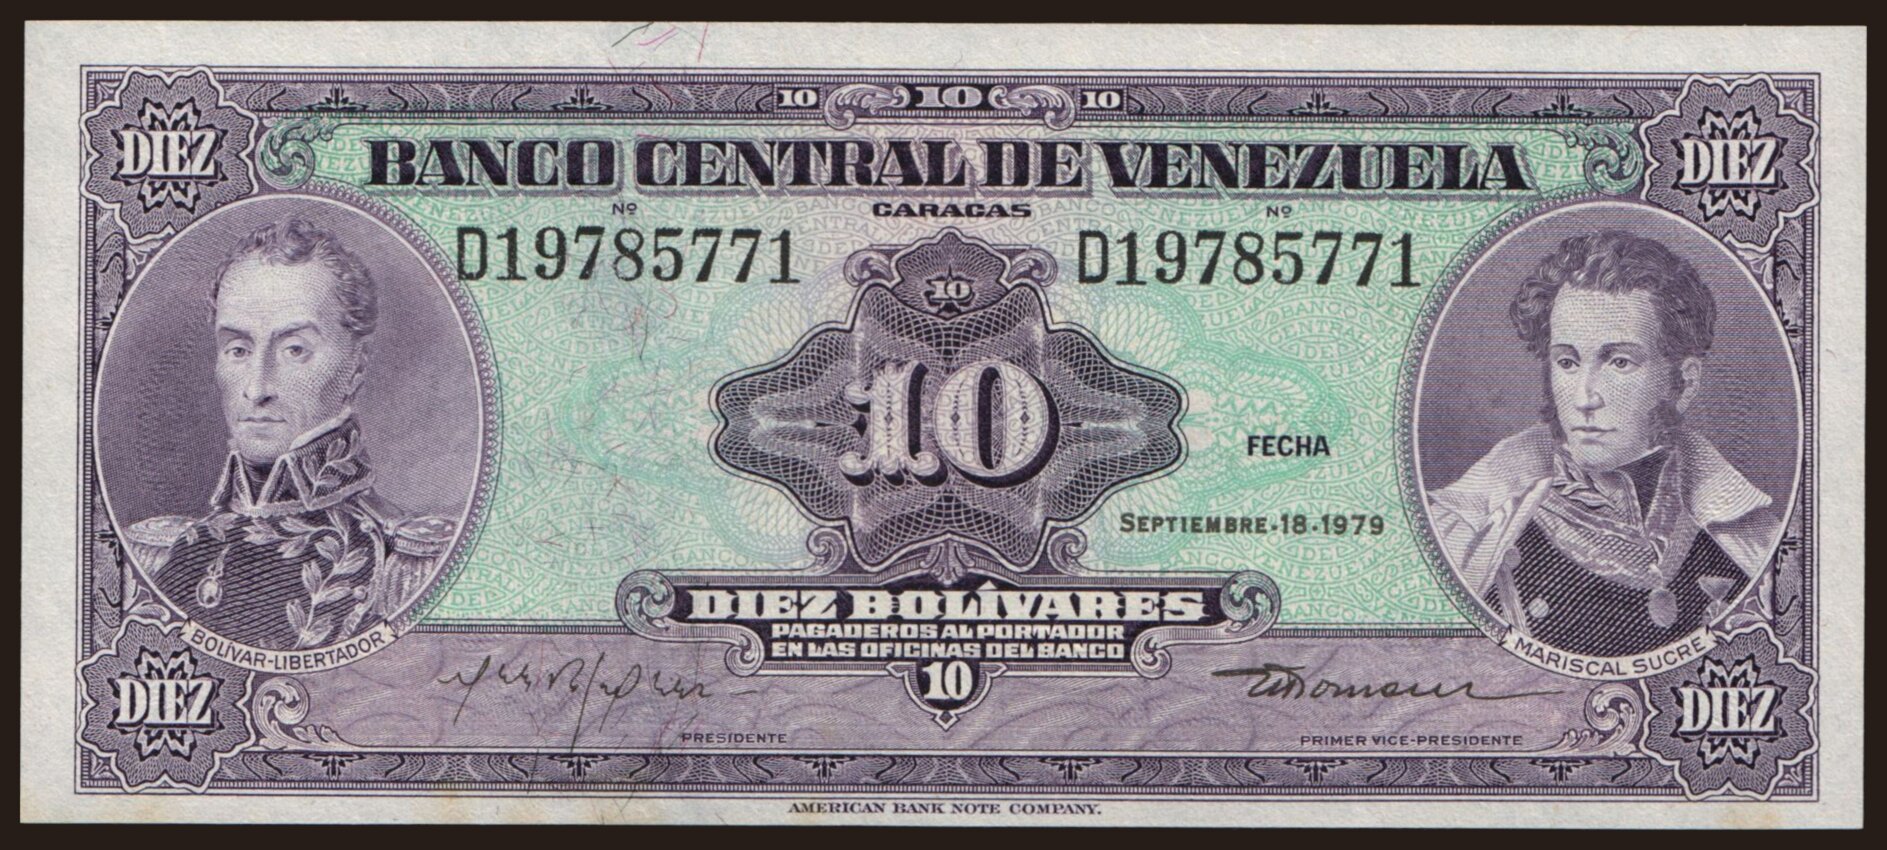 10 10 10
DIEZ DIEZ
BANCO CENTRAL DE VENEZUELA
Nº CARACAS Nº
D19785771 D19785771
10
10
FECHA
SEPTIEMBRE-18-1979
DIEZ BOLÍVARES
PAGADEROS AL PORTADOR
EN LAS OFICINAS DEL BANCO
BOLÍVAR-LIBERTADOR MARISCAL SUCRE
DIEZ 10 DIEZ
PRESIDENTE PRIMER VICE-PRESIDENTE
AMERICAN BANK NOTE COMPANY.